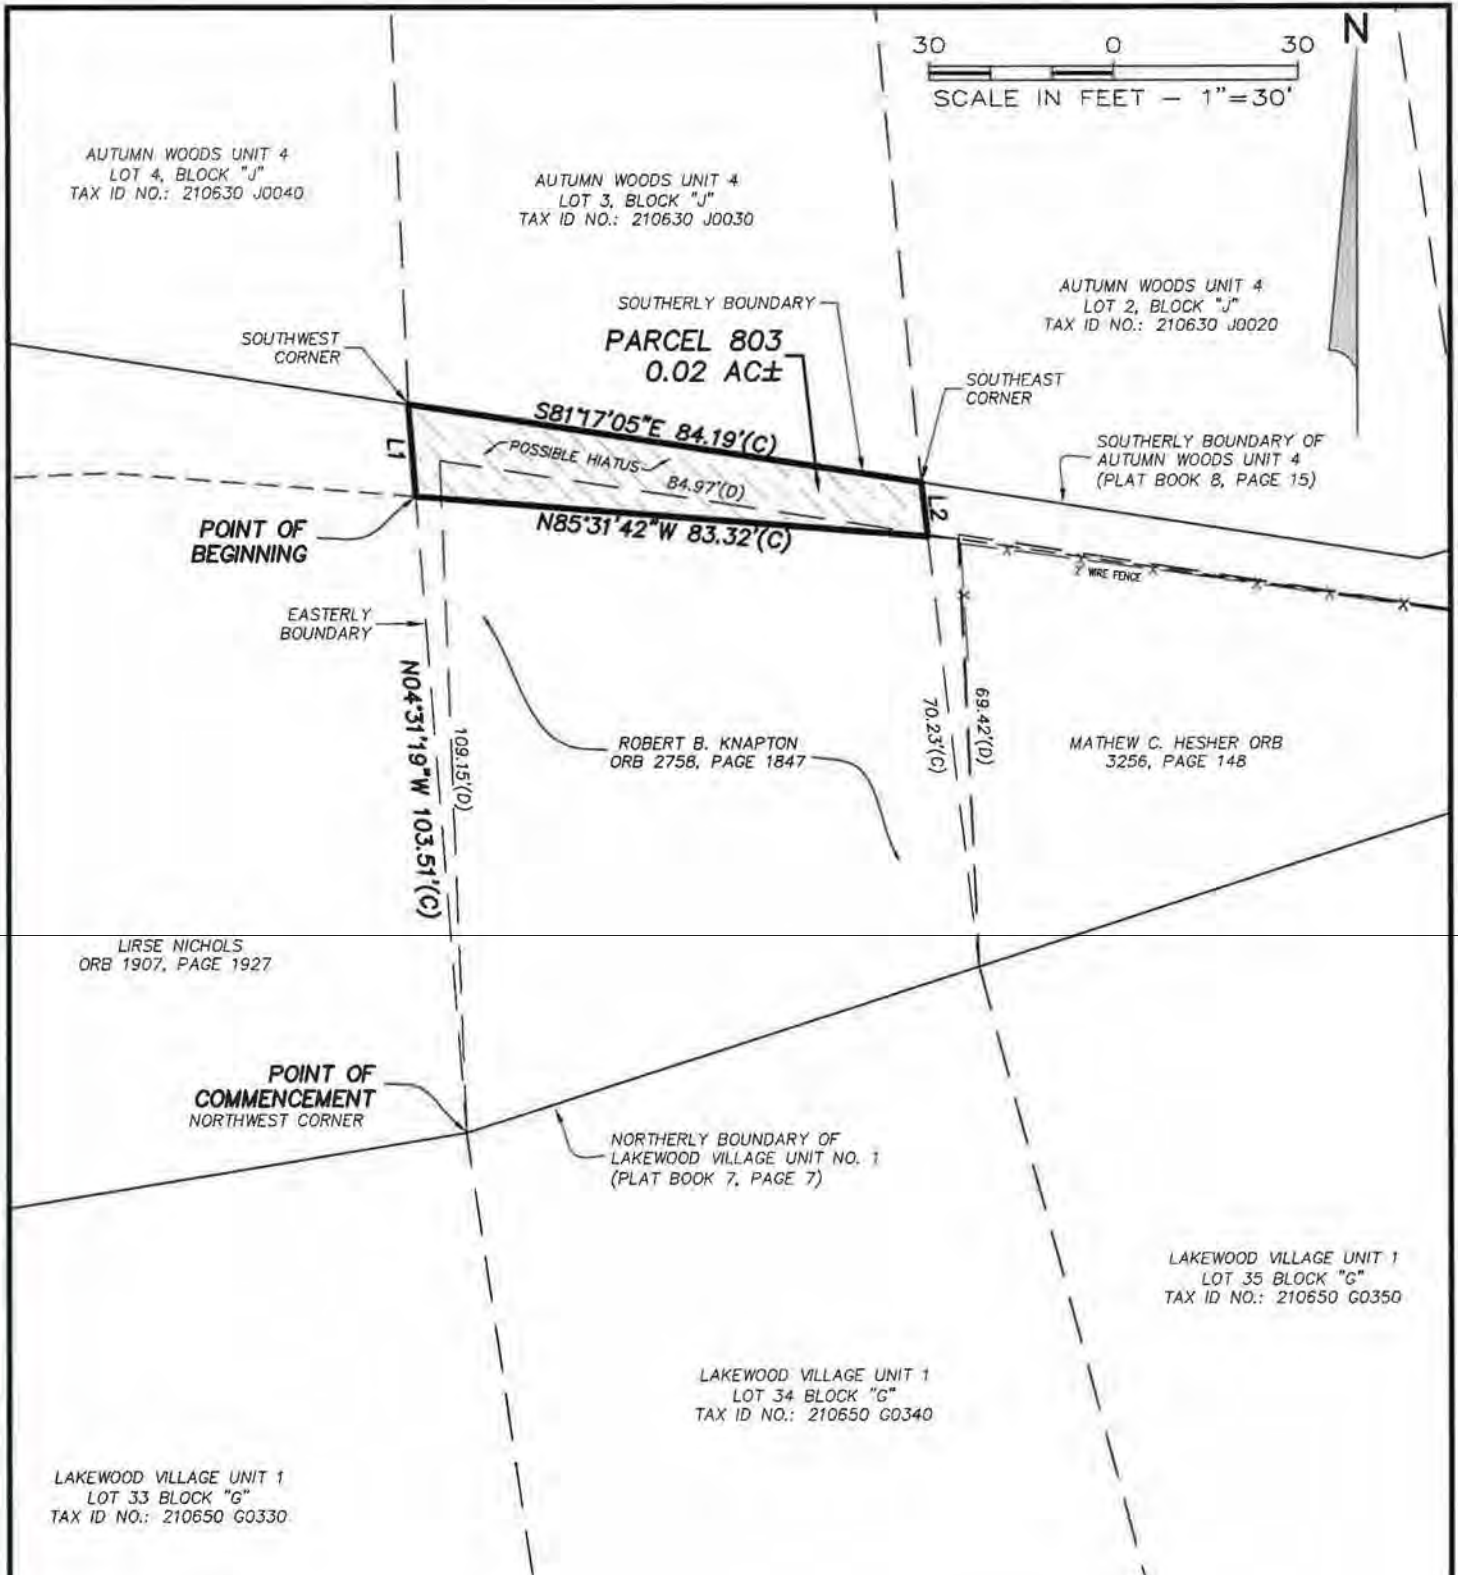 30 0 30
SCALE IN FEET - 1"=30'
N
AUTUMN WOODS UNIT 4
LOT 4, BLOCK "J"
TAX ID NO.: 210630 J0040
AUTUMN WOODS UNIT 4
LOT 3, BLOCK "J"
TAX ID NO.: 210630 J0030
AUTUMN WOODS UNIT 4
LOT 2, BLOCK "J"
TAX ID NO.: 210630 J0020
SOUTHERLY BOUNDARY
SOUTHWEST
CORNER
PARCEL 803
0.02 AC±
SOUTHEAST
CORNER
S81°17'05"E 84.19'(C)
L1
POSSIBLE HIATUS
84.97'(D)
L2
SOUTHERLY BOUNDARY OF
AUTUMN WOODS UNIT 4
(PLAT BOOK 8, PAGE 15)
N85°31'42"W 83.32'(C)
POINT OF
BEGINNING
2' WIRE FENCE
EASTERLY
BOUNDARY
N04°31'19"W 103.51'(C)
109.15'(D)
ROBERT B. KNAPTON
ORB 2758, PAGE 1847
70.23'(C)
69.42'(D)
MATHEW C. HESHER ORB
3256, PAGE 148
LIRSE NICHOLS
ORB 1907, PAGE 1927
POINT OF
COMMENCEMENT
NORTHWEST CORNER
NORTHERLY BOUNDARY OF
LAKEWOOD VILLAGE UNIT NO. 1
(PLAT BOOK 7, PAGE 7)
LAKEWOOD VILLAGE UNIT 1
LOT 35 BLOCK "G"
TAX ID NO.: 210650 G0350
LAKEWOOD VILLAGE UNIT 1
LOT 34 BLOCK "G"
TAX ID NO.: 210650 G0340
LAKEWOOD VILLAGE UNIT 1
LOT 33 BLOCK "G"
TAX ID NO.: 210650 G0330